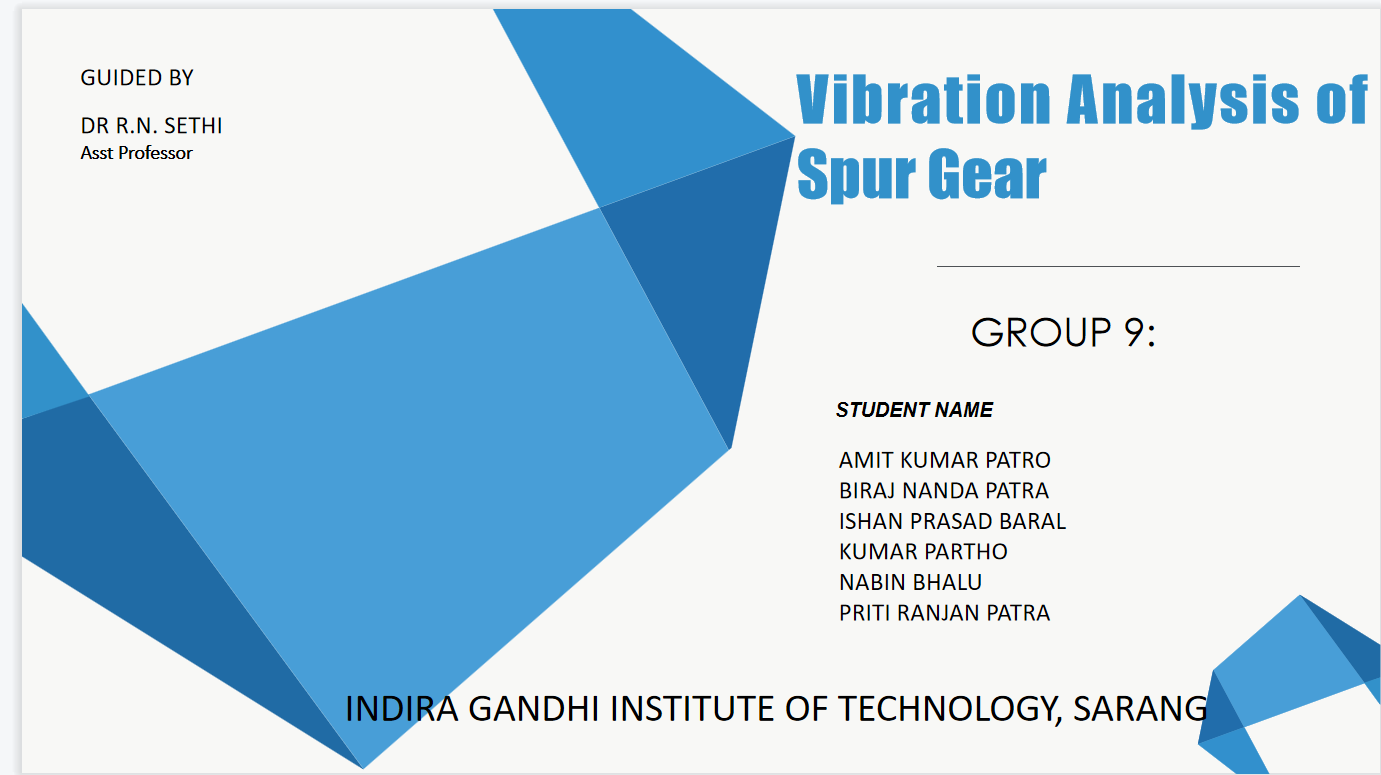 GUIDED BY
DR R.N. SETHI
Asst Professor
Vibration Analysis of
Spur Gear
GROUP 9:
STUDENT NAME
AMIT KUMAR PATRO
BIRAJ NANDA PATRA
ISHAN PRASAD BARAL
KUMAR PARTHO
NABIN BHALU
PRITI RANJAN PATRA
INDIRA GANDHI INSTITUTE OF TECHNOLOGY, SARANG